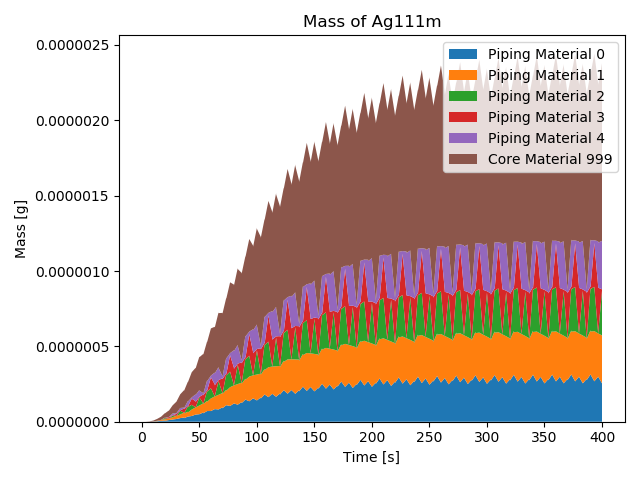 Mass of Ag111m
Piping Material 0
Piping Material 1
Piping Material 2
Piping Material 3
Piping Material 4
Core Material 999
Mass [g]
0.0000025
0.0000020
0.0000015
0.0000010
0.0000005
0.0000000
0 50 100 150 200 250 300 350 400
Time [s]